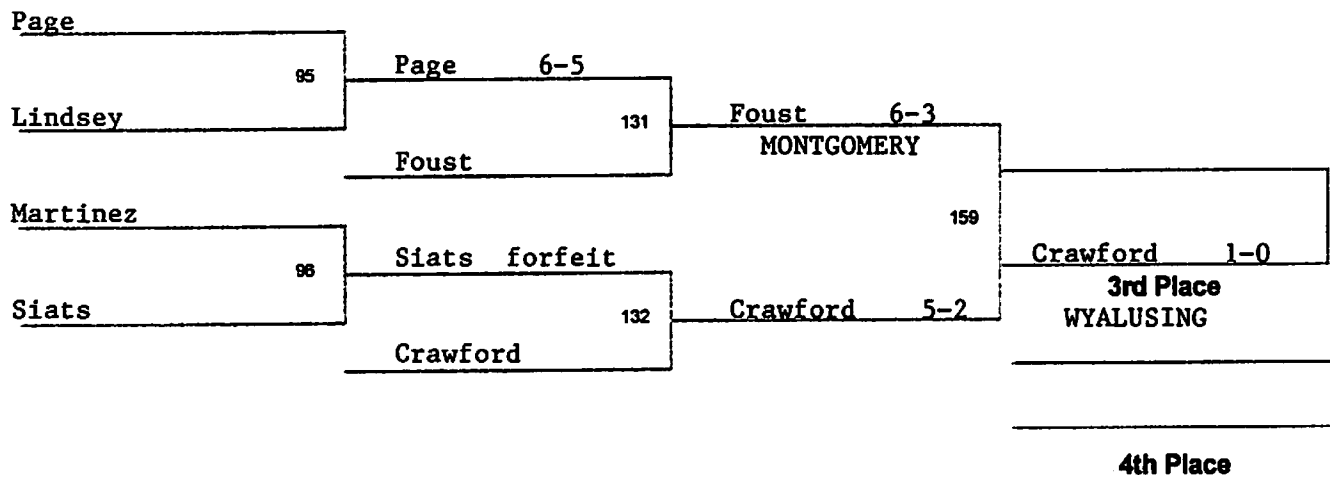 Page
95
Page 6-5
Lindsey
131
Foust 6-3
MONTGOMERY
Foust
Martinez
159
96
Siats forfeit
Crawford 1-0
3rd Place
WYALUSING
Siats
132
Crawford 5-2
Crawford
4th Place